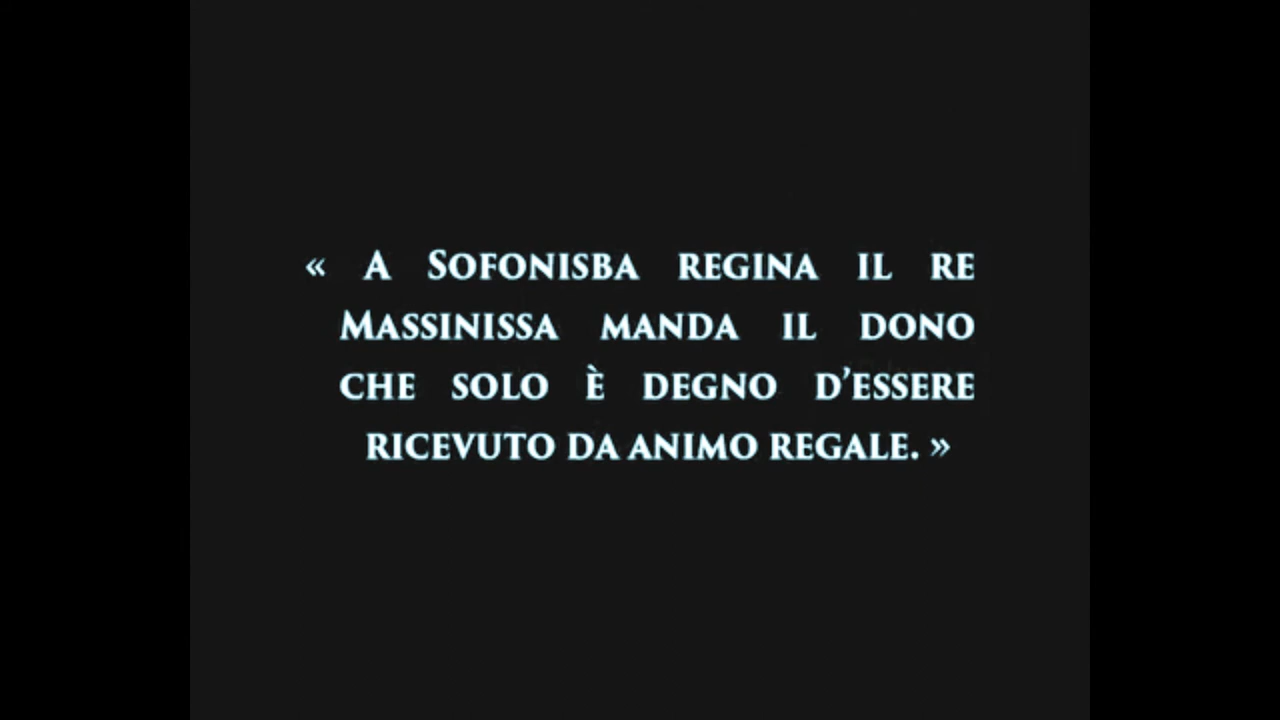 « A Sofonisba regina il re
Massinissa manda il dono
che solo è degno d’essere
ricevuto da animo regale. »